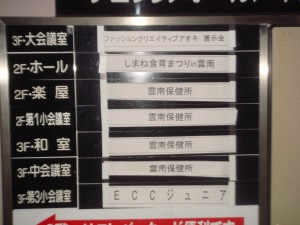 3F-大会議室 ファッションクリエイティブアオキ 展示会
2F-ホール しまね食育まつりin雲南
2F-楽屋 雲南保健所
2F-第1小会議室 雲南保健所
3F-和室 雲南保健所
3F-中会議室 雲南保健所
3F-第3小会議室 ECCジュニア